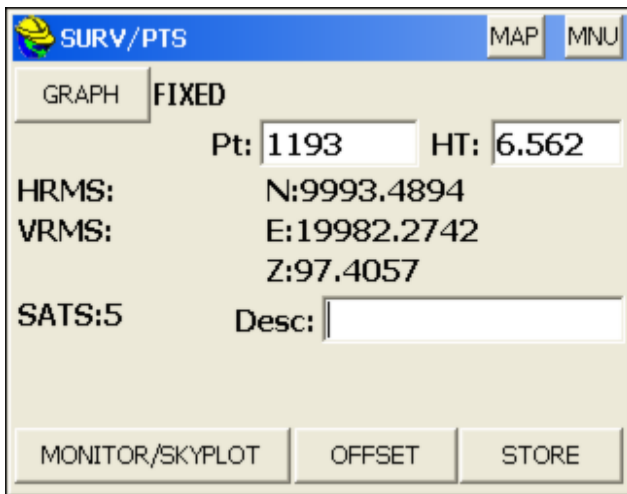 SURV/PTS MAP MNU
GRAPH FIXED
Pt: 1193 HT: 6.562
HRMS: N:9993.4894
VRMS: E:19982.2742
Z:97.4057
SATS:5 Desc:
MONITOR/SKYPLOT OFFSET STORE